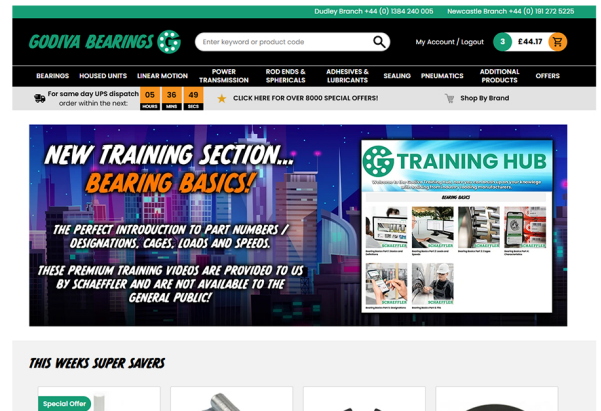 Dudley Branch +44 (0) 1384 240 005 Newcastle Branch +44 (0) 191 272 5225
GODIVA BEARINGS G
Enter keyword or product code
My Account / Logout 3 £44.17
BEARINGS HOUSED UNITS LINEAR MOTION POWER TRANSMISSION ROD ENDS & SPHERICALS ADHESIVES & LUBRICANTS SEALING PNEUMATICS ADDITIONAL PRODUCTS OFFERS
For same day UPS dispatch
order within the next:
05 36 49
HOURS MINS SECS
CLICK HERE FOR OVER 8000 SPECIAL OFFERS!
Shop By Brand
NEW TRAINING SECTION...
BEARING BASICS!
THE PERFECT INTRODUCTION TO PART NUMBERS /
DESIGNATIONS, CAGES, LOADS AND SPEEDS.
THESE PREMIUM TRAINING VIDEOS ARE PROVIDED TO US
BY SCHAEFFLER AND ARE NOT AVAILABLE TO THE
GENERAL PUBLIC!
G TRAINING HUB
BEARING BASICS
SCHAEFFLER SCHAEFFLER SCHAEFFLER SCHAEFFLER
SCHAEFFLER SCHAEFFLER
THIS WEEKS SUPER SAVERS
Special Offer